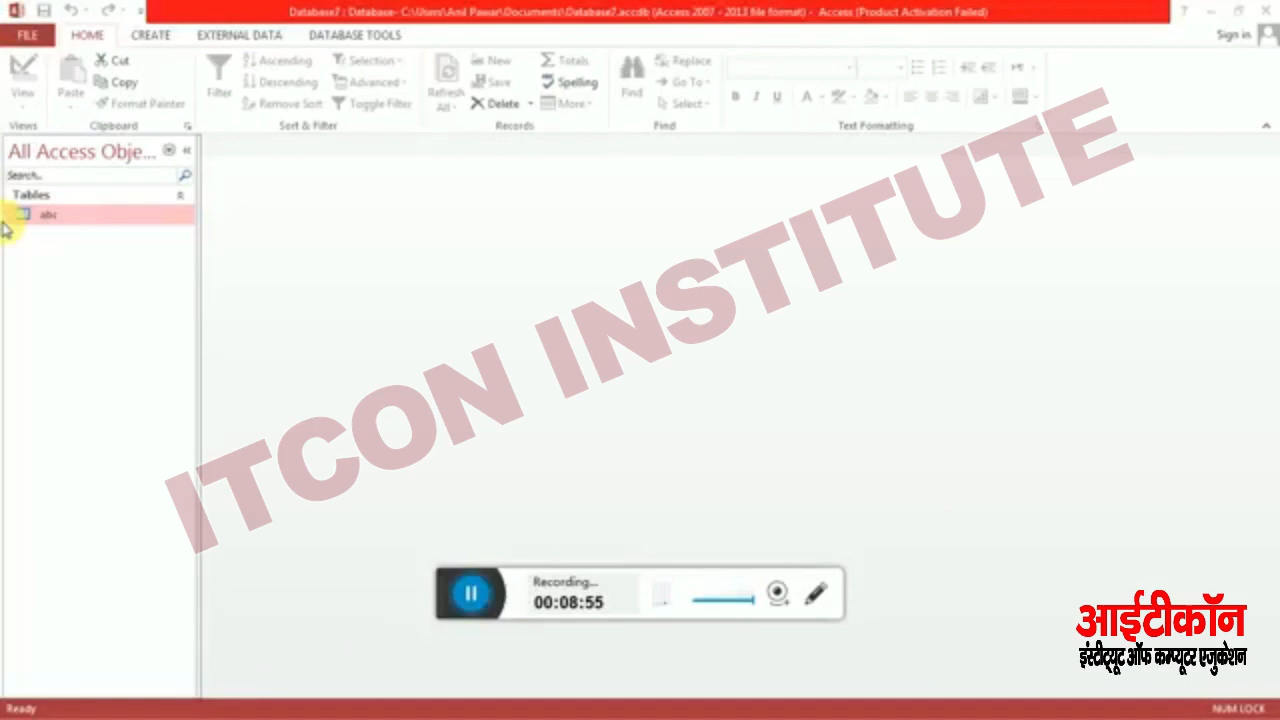 Database7 : Database- C:\Users\Anil Pawar\Documents\Database7.accdb (Access 2007 - 2013 file format) - Access (Product Activation Failed)
FILE HOME CREATE EXTERNAL DATA DATABASE TOOLS Sign in
View
Views
Paste
Cut
Copy
Format Painter
Clipboard
Filter
Ascending
Descending
Remove Sort
Selection
Advanced
Toggle Filter
Sort & Filter
Refresh
All
New
Save
Delete
Totals
Spelling
More
Records
Find
Replace
Go To
Select
Find
B I U A
Text Formatting
All Access Obje...
Search...
Tables
abc
ITCON INSTITUTE
Recording...
00:08:55
आईटीकॉन
इंस्टीट्यूट ऑफ कम्प्यूटर एजुकेशन
Ready NUM LOCK